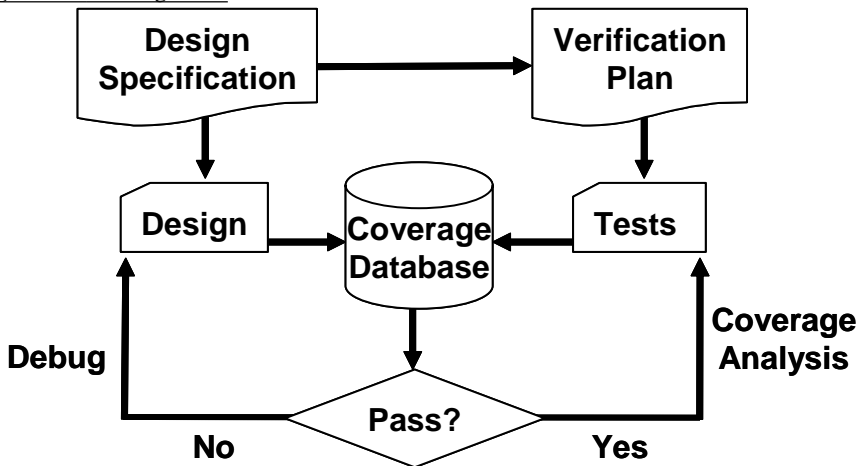 Design
Specification
Verification
Plan
Design
Coverage
Database
Tests
Debug
Coverage
Analysis
Pass?
No
Yes